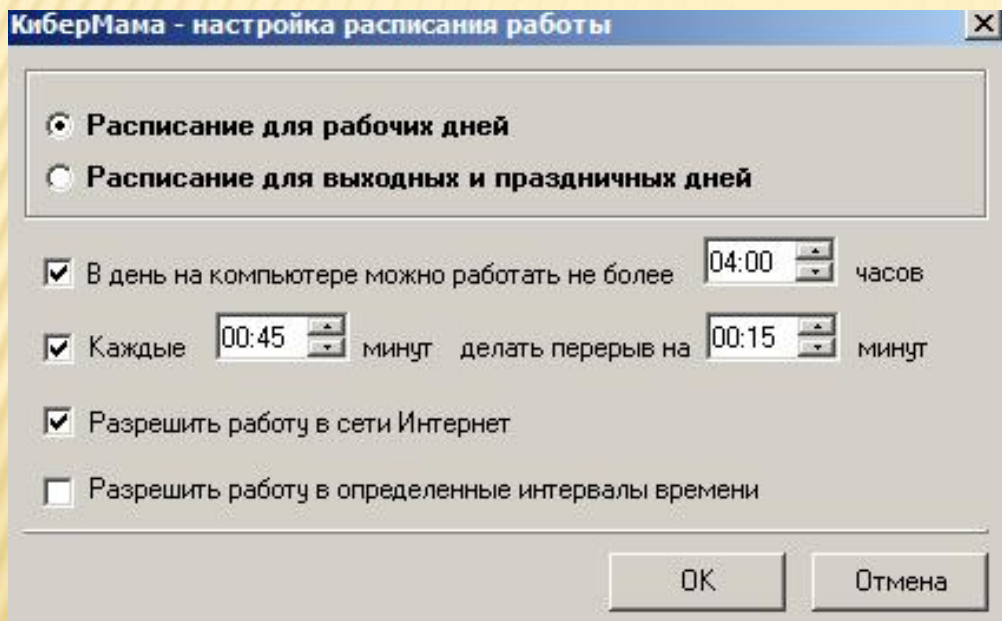 КиберМама - настройка расписания работы
Расписание для рабочих дней
Расписание для выходных и праздничных дней
В день на компьютере можно работать не более 04:00 часов
Каждые 00:45 минут делать перерыв на 00:15 минут
Разрешить работу в сети Интернет
Разрешить работу в определенные интервалы времени
OK Отмена